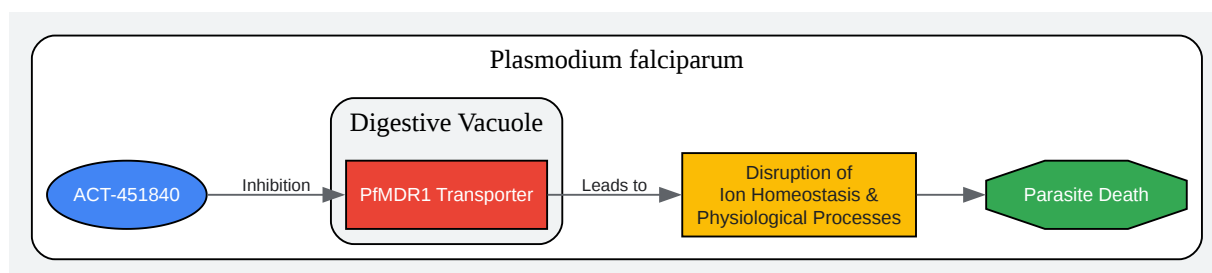 Plasmodium falciparum
Digestive Vacuole
ACT-451840
Inhibition
PfMDR1 Transporter
Leads to
Disruption of
Ion Homeostasis &
Physiological Processes
Parasite Death